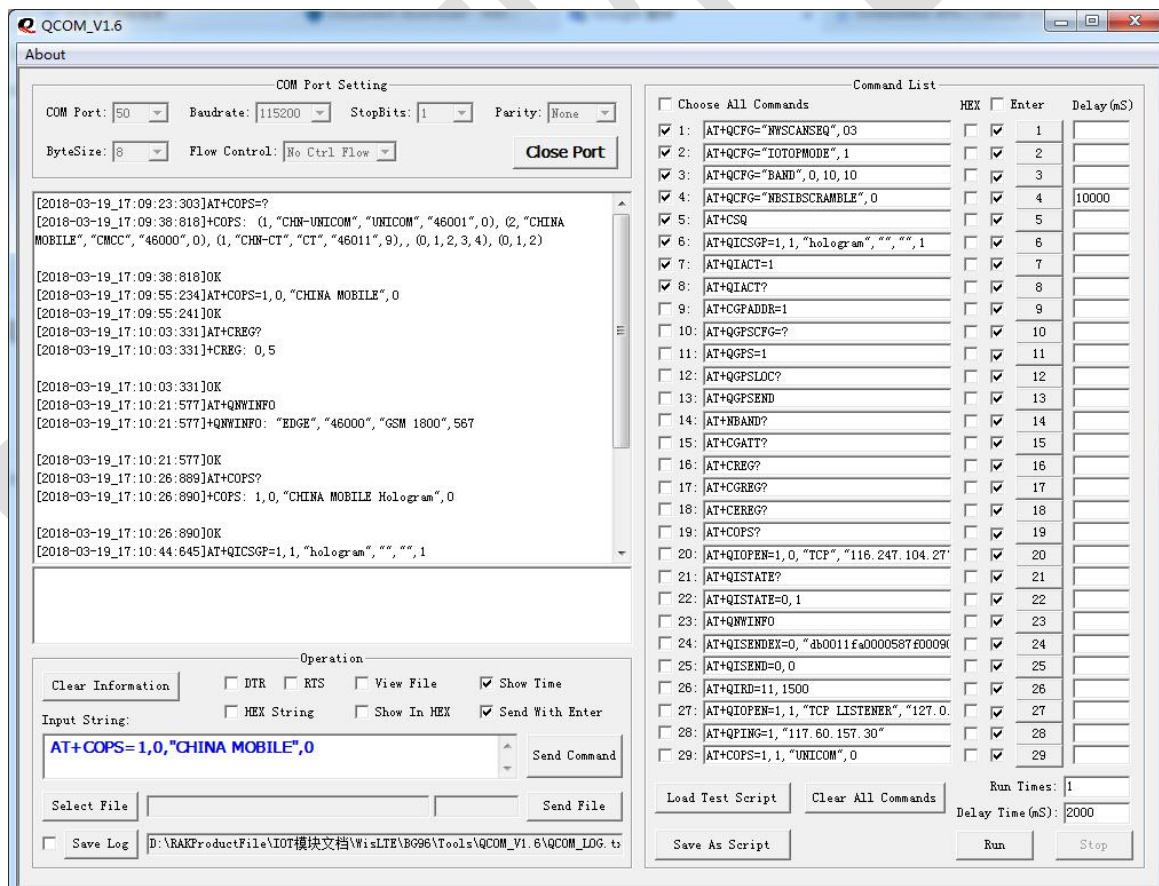 QCOM_V1.6
About
COM Port Setting
COM Port: 50 Baudrate: 115200 StopBits: 1 Parity: None
ByteSize: 8 Flow Control: No Ctrl Flow Close Port
[2018-03-19_17:09:23:303]AT+COPS=?
[2018-03-19_17:09:38:818]+COPS: (1,"CHN-UNICOM","UNICOM","46001",0),(2,"CHINA
MOBILE","CMCC","46000",0),(1,"CHN-CT","CT","46011",9),,(0,1,2,3,4),(0,1,2)
[2018-03-19_17:09:38:818]OK
[2018-03-19_17:09:55:234]AT+COPS=1,0,"CHINA MOBILE",0
[2018-03-19_17:09:55:241]OK
[2018-03-19_17:10:03:331]AT+CREG?
[2018-03-19_17:10:03:331]+CREG: 0,5
[2018-03-19_17:10:03:331]OK
[2018-03-19_17:10:21:577]AT+QNWINFO
[2018-03-19_17:10:21:577]+QNWINFO: "EDGE","46000","GSM 1800",567
[2018-03-19_17:10:21:577]OK
[2018-03-19_17:10:26:889]AT+COPS?
[2018-03-19_17:10:26:890]+COPS: 1,0,"CHINA MOBILE Hologram",0
[2018-03-19_17:10:26:890]OK
[2018-03-19_17:10:44:645]AT+QICSGP=1,1,"hologram","","",1
Operation
Clear Information DTR RTS View File Show Time
HEX String Show In HEX Send With Enter
Input String:
AT+COPS=1,0,"CHINA MOBILE",0
Send Command
Select File Send File
Save Log D:\RAKProductFile\IOT模块文档\WisLTE\BG96\Tools\QCOM_V1.6\QCOM_LOG.tx
Command List
Choose All Commands HEX Enter Delay(mS)
1: AT+QCFG="NWSCANSEQ",03 1
2: AT+QCFG="IOTOPMODE",1 2
3: AT+QCFG="BAND",0,10,10 3
4: AT+QCFG="NBSIBSCRAMBLE",0 4 10000
5: AT+CSQ 5
6: AT+QICSGP=1,1,"hologram","","",1 6
7: AT+QIACT=1 7
8: AT+QIACT? 8
9: AT+CGPADDR=1 9
10: AT+QGPSCFG=? 10
11: AT+QGPS=1 11
12: AT+QGPSLOC? 12
13: AT+QGPSEND 13
14: AT+NBAND? 14
15: AT+CGATT? 15
16: AT+CREG? 16
17: AT+CGREG? 17
18: AT+CEREG? 18
19: AT+COPS? 19
20: AT+QIOPEN=1,0,"TCP","116.247.104.27" 20
21: AT+QISTATE? 21
22: AT+QISTATE=0,1 22
23: AT+QNWINFO 23
24: AT+QISENDEX=0,"db0011fa0000587f0009( 24
25: AT+QISEND=0,0 25
26: AT+QIRD=11,1500 26
27: AT+QIOPEN=1,1,"TCP LISTENER","127.0. 27
28: AT+QPING=1,"117.60.157.30" 28
29: AT+COPS=1,1,"UNICOM",0 29
Run Times: 1
Load Test Script Clear All Commands
Delay Time(mS): 2000
Save As Script Run Stop